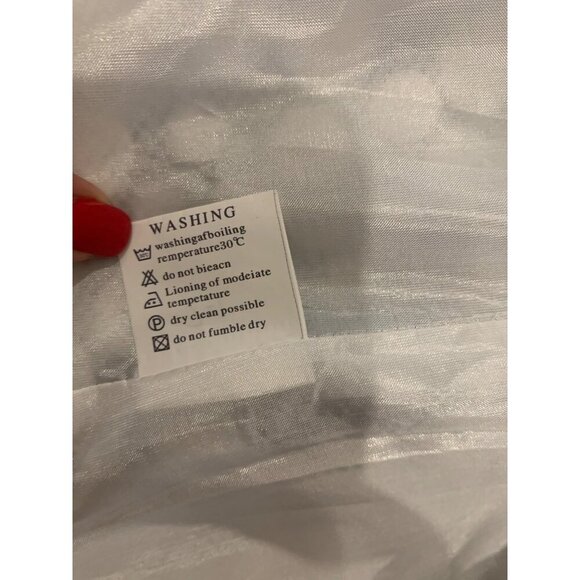 WASHING
washingafboiling
remperature30℃
do not bieacn
Lioning of modeiate
tempetature
dry clean possible
do not fumble dry